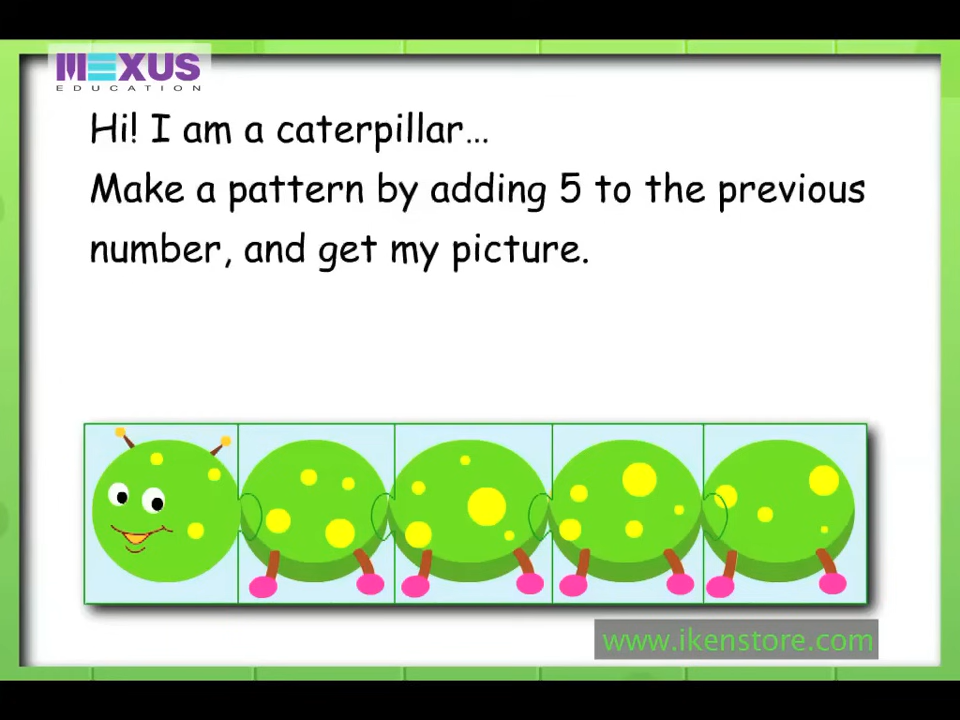 MEXUS
EDUCATION
Hi! I am a caterpillar...
Make a pattern by adding 5 to the previous
number, and get my picture.
www.ikenstore.com